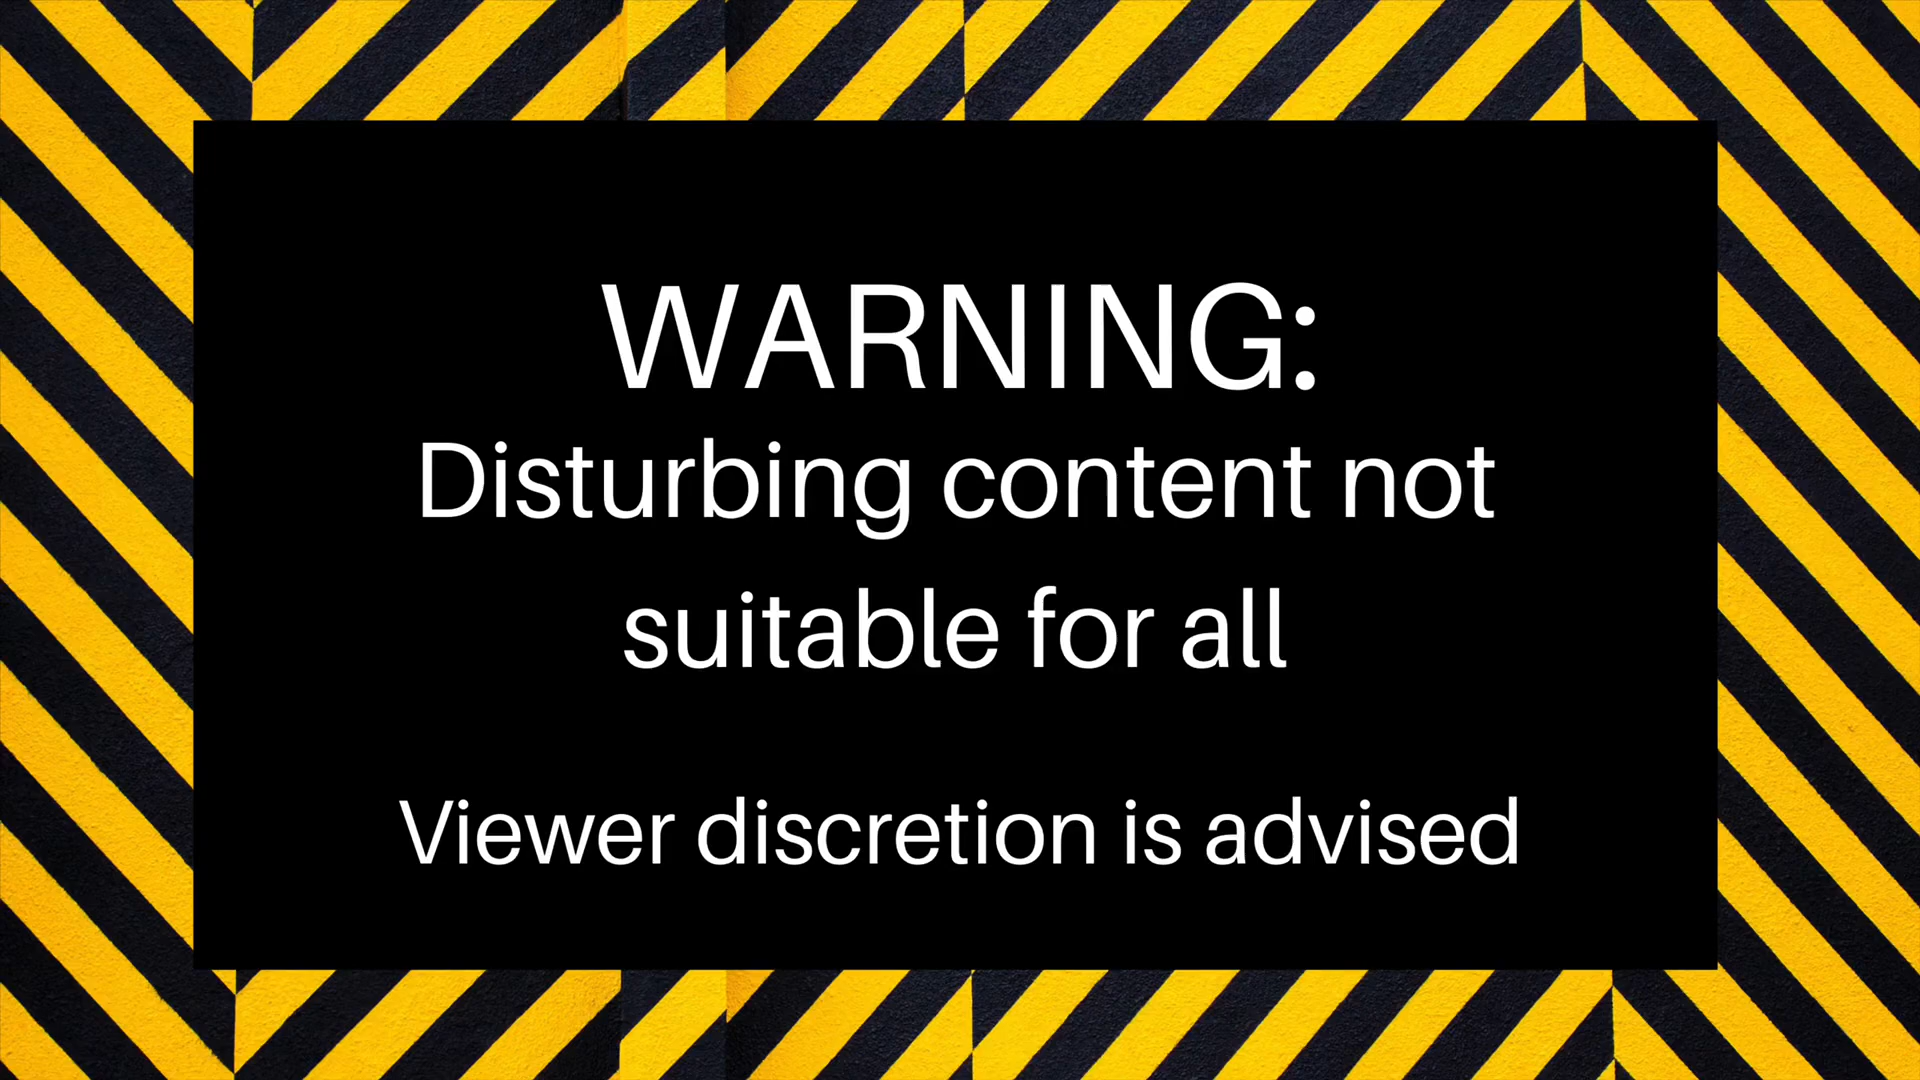 WARNING:
Disturbing content not
suitable for all
Viewer discretion is advised